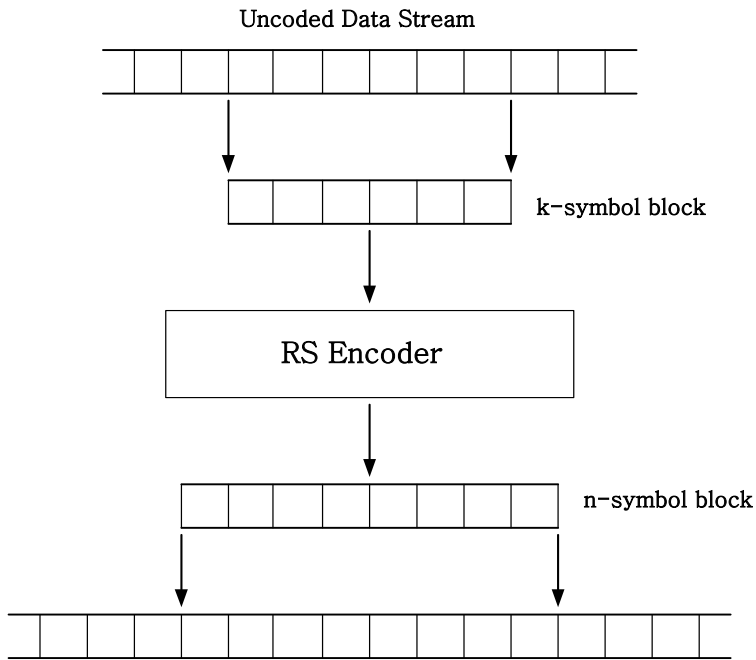 Uncoded Data Stream
k-symbol block
RS Encoder
n-symbol block